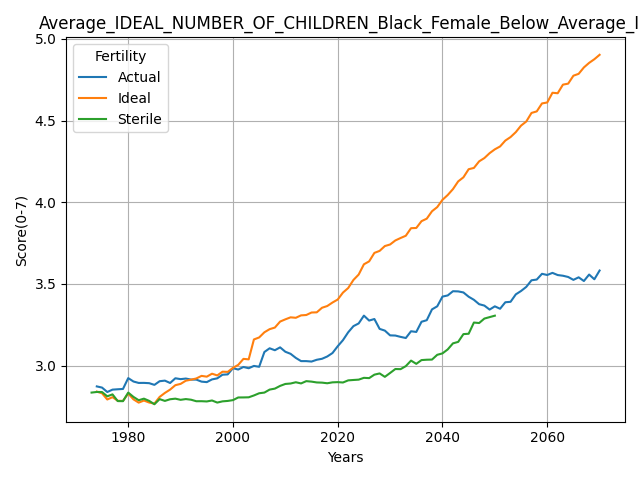 Average_IDEAL_NUMBER_OF_CHILDREN_Black_Female_Below_Average_I
5.0
4.5
4.0
3.5
3.0
Score(0-7)
Fertility
Actual
Ideal
Sterile
1980 2000 2020 2040 2060
Years